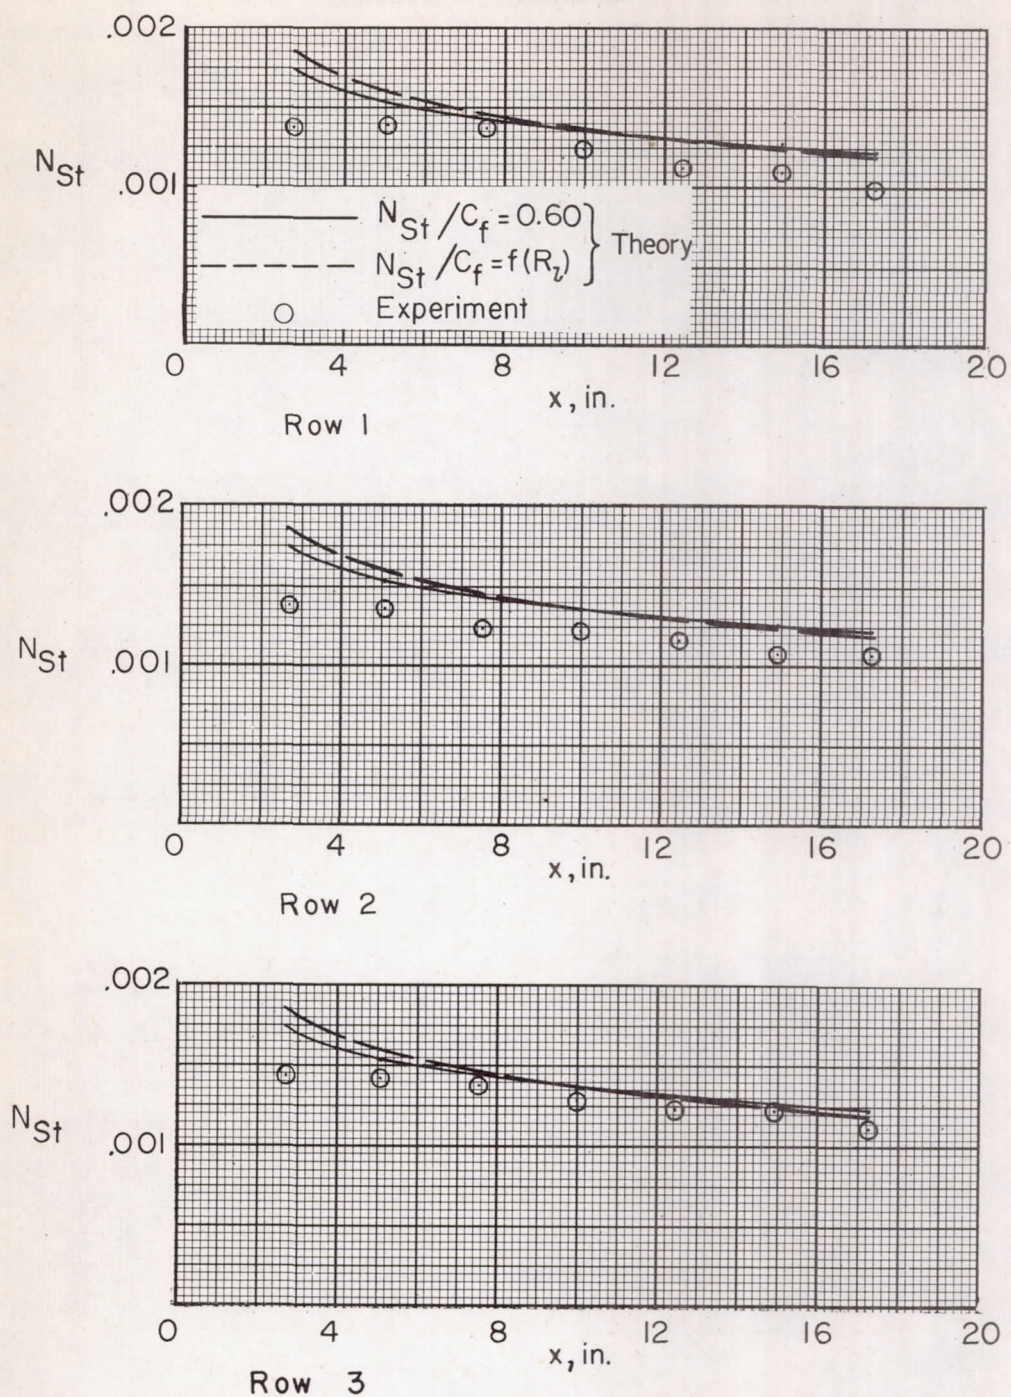 .002
N_St
.001
N_St/C_f = 0.60
N_St/C_f = f(R_l)
Theory
Experiment
0 4 8 12 16 20
x, in.
Row 1
.002
N_St
.001
0 4 8 12 16 20
x, in.
Row 2
.002
N_St
.001
0 4 8 12 16 20
x, in.
Row 3